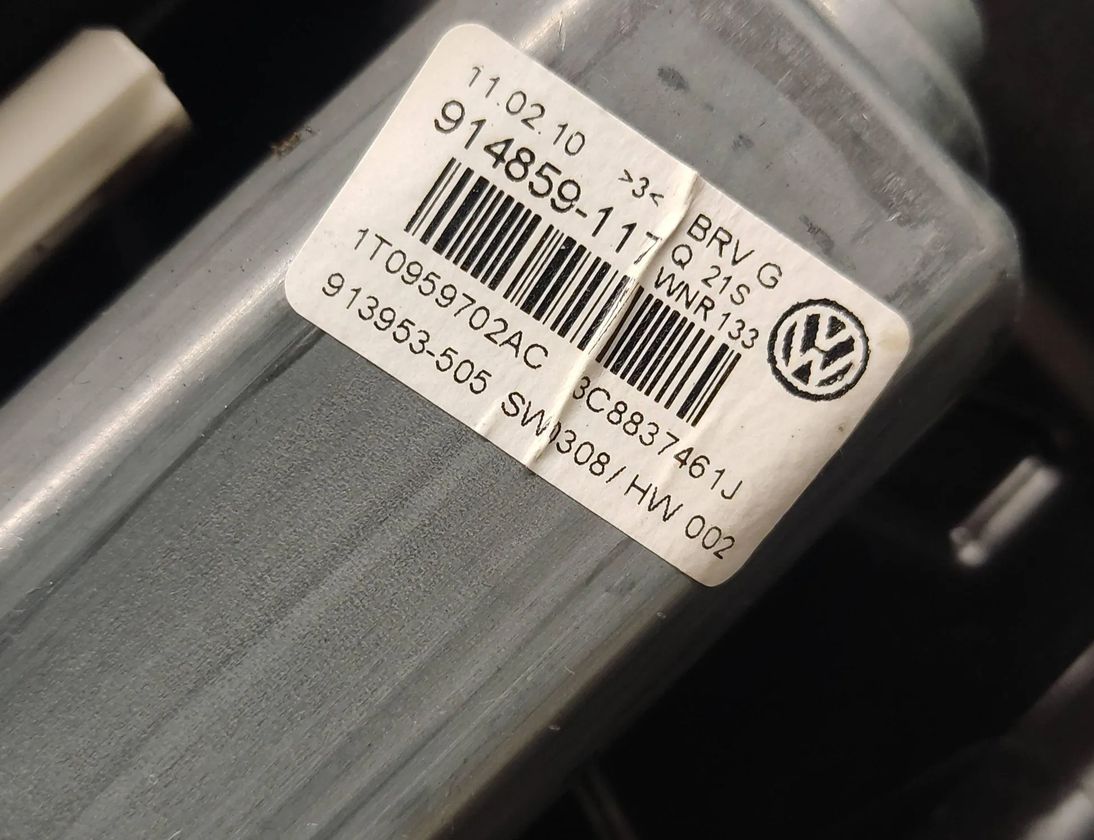 11.02.10 >3< BRV G
914859-117 Q 21S
WNR 133
1T0959702AC 3C8837461J
913953-505 SW0308/ HW 002